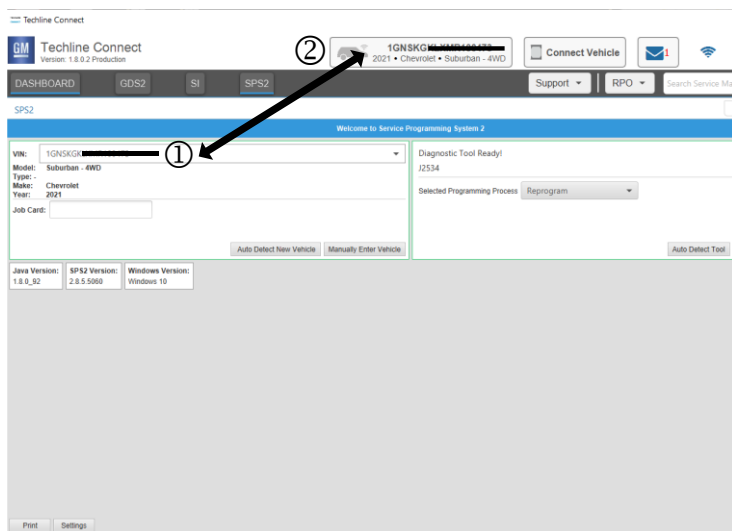 Techline Connect
GM
Techline Connect
Version: 1.8.0.2 Production
②
1GNSKG
2021 • Chevrolet • Suburban - 4WD
Connect Vehicle
1
DASHBOARD
GDS2
SI
SPS2
Support
RPO
Search Service Ma
SPS2
Welcome to Service Programming System 2
VIN:
1GNSKGK
①
Model: Suburban - 4WD
Type: -
Make: Chevrolet
Year: 2021
Job Card:
Auto Detect New Vehicle
Manually Enter Vehicle
Diagnostic Tool Ready!
J2534
Selected Programming Process
Reprogram
Auto Detect Tool
Java Version:
1.8.0_92
SPS2 Version:
2.8.5.5060
Windows Version:
Windows 10
Print
Settings